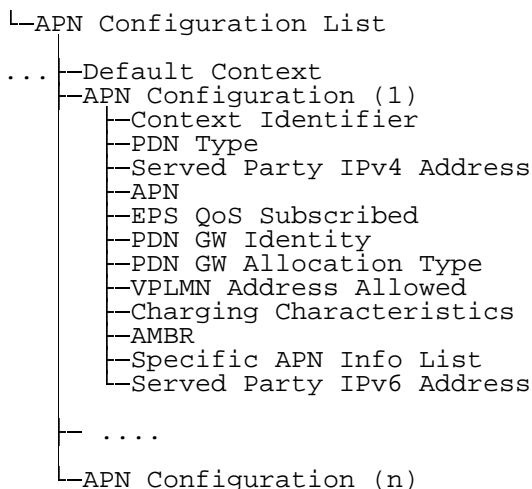 APN Configuration List
... Default Context
APN Configuration (1)
Context Identifier
PDN Type
Served Party IPv4 Address
APN
EPS QoS Subscribed
PDN GW Identity
PDN GW Allocation Type
VPLMN Address Allowed
Charging Characteristics
AMBR
Specific APN Info List
Served Party IPv6 Address
....
APN Configuration (n)